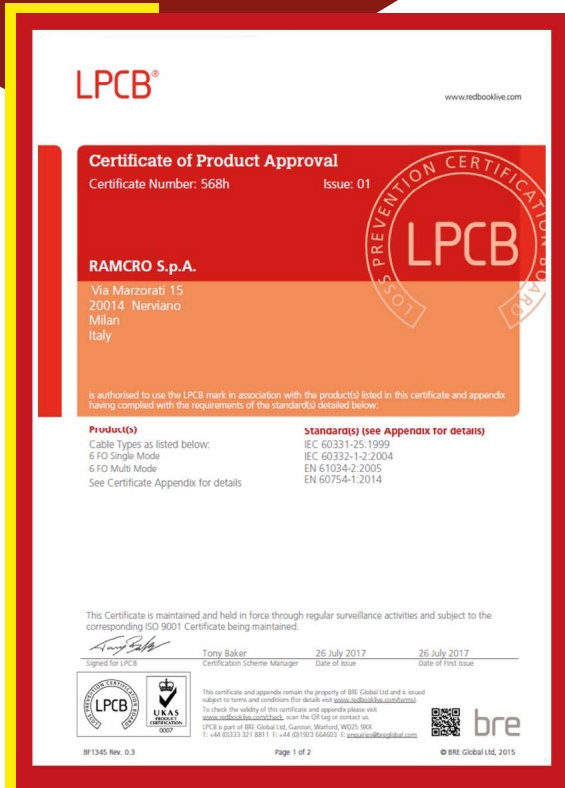 LPCB®
www.redbooklive.com
Certificate of Product Approval
Certificate Number: 568h Issue: 01
LOSS PREVENTION CERTIFICATION BOARD
LPCB
RAMCRO S.p.A.
Via Marzorati 15
20014 Nerviano
Milan
Italy
is authorised to use the LPCB mark in association with the product(s) listed in this certificate and appendix
having complied with the requirements of the standard(s) detailed below:
Product(s)
Cable Types as listed below:
6 FO Single Mode
6 FO Multi Mode
See Certificate Appendix for details
Standard(s) (see Appendix for details)
IEC 60331-25:1999
IEC 60332-1-2:2004
EN 61034-2:2005
EN 60754-1:2014
This Certificate is maintained and held in force through regular surveillance activities and subject to the
corresponding ISO 9001 Certificate being maintained.
Tony Baker 26 July 2017 26 July 2017
Signed for LPCB Certification Scheme Manager Date of Issue Date of First Issue
LOSS PREVENTION CERTIFICATION BOARD
LPCB
UKAS
PRODUCT
CERTIFICATION
0007
This certificate and appendix remain the property of BRE Global Ltd and is issued
subject to terms and conditions (for details visit www.redbooklive.com/terms).
To check the validity of this certificate and appendix please visit
www.redbooklive.com/check, scan the QR tag or contact us.
LPCB is part of BRE Global Ltd, Garston, Watford, WD25 9XX
T: +44 (0)333 321 8811 F: +44 (0)1923 664603 E: enquiries@breglobal.com
bre
BF1345 Rev. 0.3 Page 1 of 2 © BRE Global Ltd, 2015